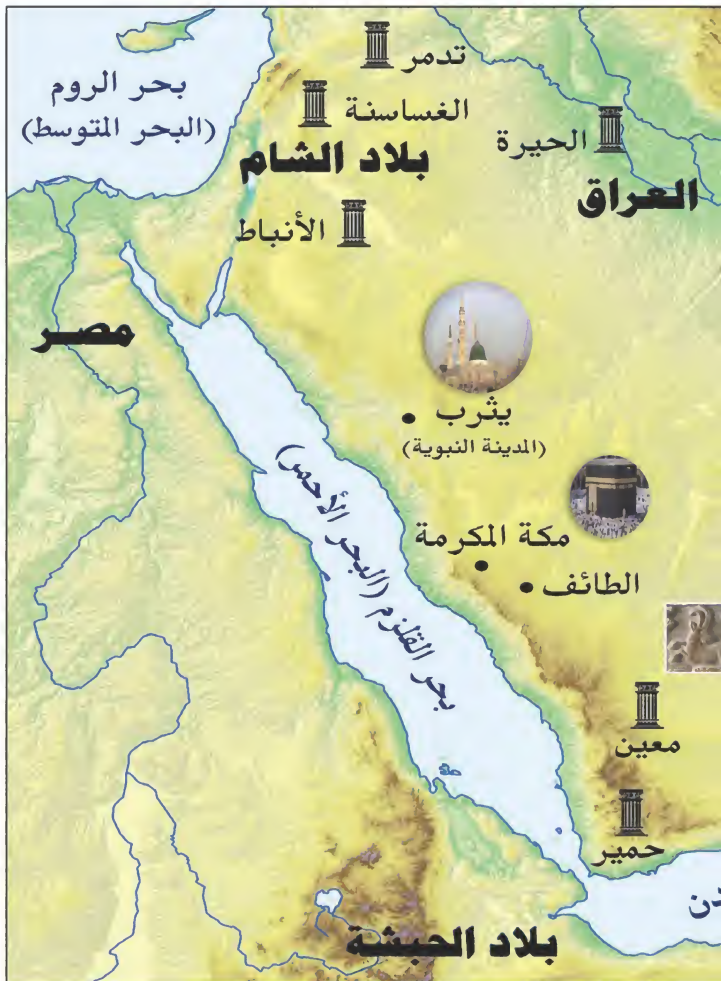 تدمر
بحر الروم
(البحر المتوسط)
الغساسنة
الحيرة
بلاد الشام
العراق
الأنباط
مصر
يثرب
(المدينة النبوية)
مكة المكرمة
الطائف
بحر القلزم (البحر الأحمر)
معين
حمير
بلاد الحبشة